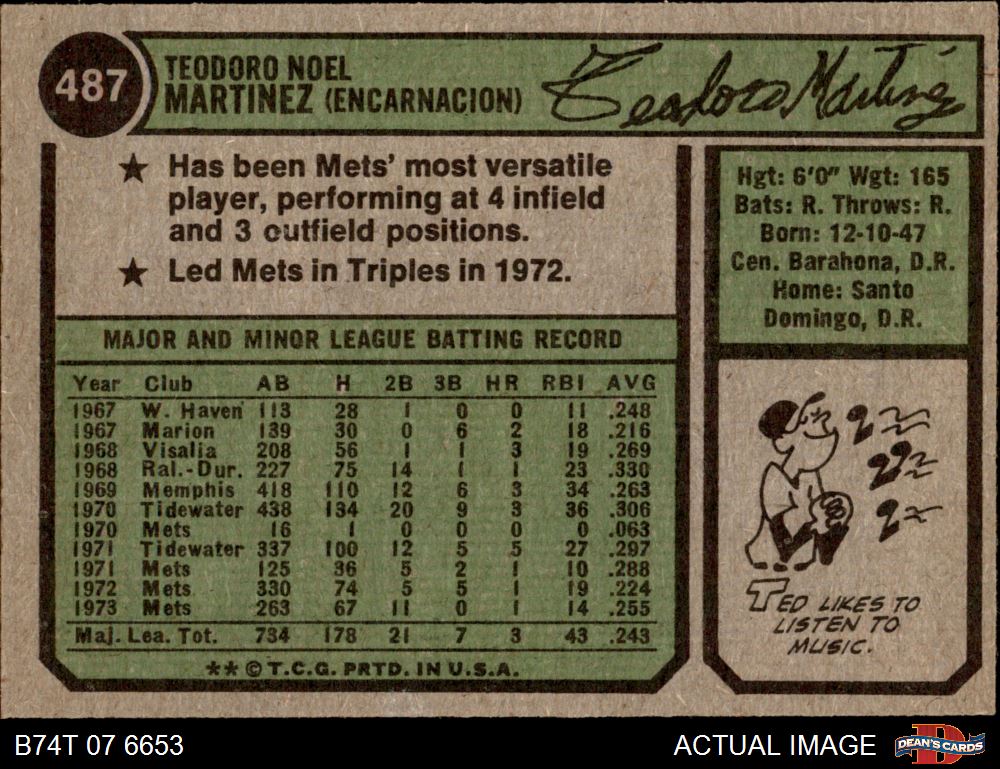 487
TEODORO NOEL
MARTINEZ (ENCARNACION)
Teodoro Martinez
★ Has been Mets' most versatile
player, performing at 4 infield
and 3 outfield positions.
★ Led Mets in Triples in 1972.
Hgt: 6'0" Wgt: 165
Bats: R. Throws: R.
Born: 12-10-47
Cen. Barahona, D.R.
Home: Santo
Domingo, D.R.
MAJOR AND MINOR LEAGUE BATTING RECORD
Year Club AB H 2B 3B HR RBI AVG
1967 W. Haven 113 28 1 0 0 11 .248
1967 Marion 139 30 0 6 2 18 .216
1968 Visalia 208 56 1 1 3 19 .269
1968 Ral.-Dur. 227 75 14 1 1 23 .330
1969 Memphis 418 110 12 6 3 34 .263
1970 Tidewater 438 134 20 9 3 36 .306
1970 Mets 16 1 0 0 0 0 .063
1971 Tidewater 337 100 12 5 5 27 .297
1971 Mets 125 36 5 2 1 10 .288
1972 Mets 330 74 5 5 1 19 .224
1973 Mets 263 67 11 0 1 14 .255
Maj. Lea. Tot. 734 178 21 7 3 43 .243
** © T.C.G. PRTD. IN U.S.A.
TED LIKES TO
LISTEN TO
MUSIC.
B74T 07 6653
ACTUAL IMAGE
DEAN'S CARDS